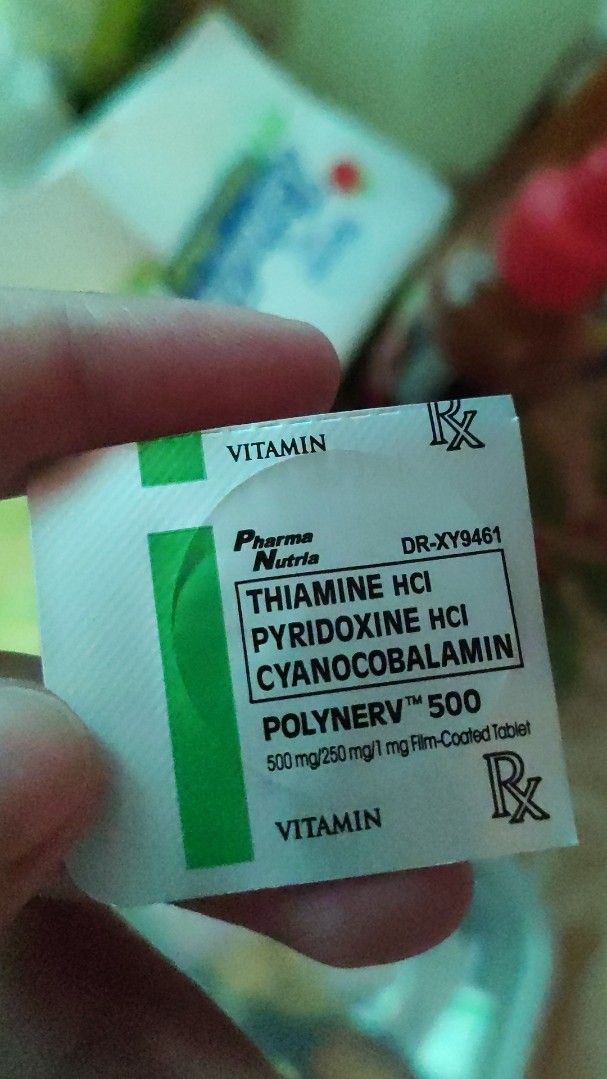 VITAMIN
Rx
Pharma
Nutria
DR-XY9461
THIAMINE HCl
PYRIDOXINE HCl
CYANOCOBALAMIN
POLYNERV™ 500
500 mg/250 mg/1 mg Film-Coated Tablet
Rx
VITAMIN